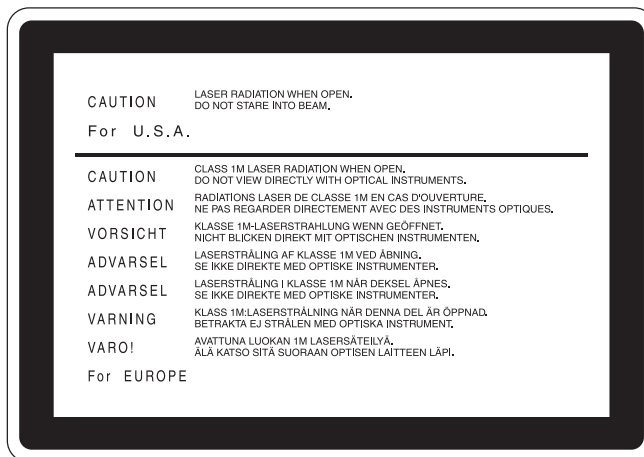 CAUTION LASER RADIATION WHEN OPEN.
DO NOT STARE INTO BEAM.
For U.S.A.
CAUTION CLASS 1M LASER RADIATION WHEN OPEN.
DO NOT VIEW DIRECTLY WITH OPTICAL INSTRUMENTS.
ATTENTION RADIATIONS LASER DE CLASSE 1M EN CAS D'OUVERTURE.
NE PAS REGARDER DIRECTEMENT AVEC DES INSTRUMENTS OPTIQUES.
VORSICHT KLASSE 1M-LASERSTRAHLUNG WENN GEÖFFNET.
NICHT BLICKEN DIREKT MIT OPTISCHEN INSTRUMENTEN.
ADVARSEL LASERSTRÅLING AF KLASSE 1M VED ÅBNING.
SE IKKE DIREKTE MED OPTISKE INSTRUMENTER.
ADVARSEL LASERSTRÅLING I KLASSE 1M NÅR DEKSEL ÅPNES.
SE IKKE DIREKTE MED OPTISKE INSTRUMENTER.
VARNING KLASS 1M:LASERSTRÅLNING NÄR DENNA DEL ÄR ÖPPNAD.
BETRAKTA EJ STRÅLEN MED OPTISKA INSTRUMENT.
VARO! AVATTUNA LUOKAN 1M LASERSÄTEILYÄ.
ÄLÄ KATSO SITÄ SUORAAN OPTISEN LAITTEEN LÄPI.
For EUROPE